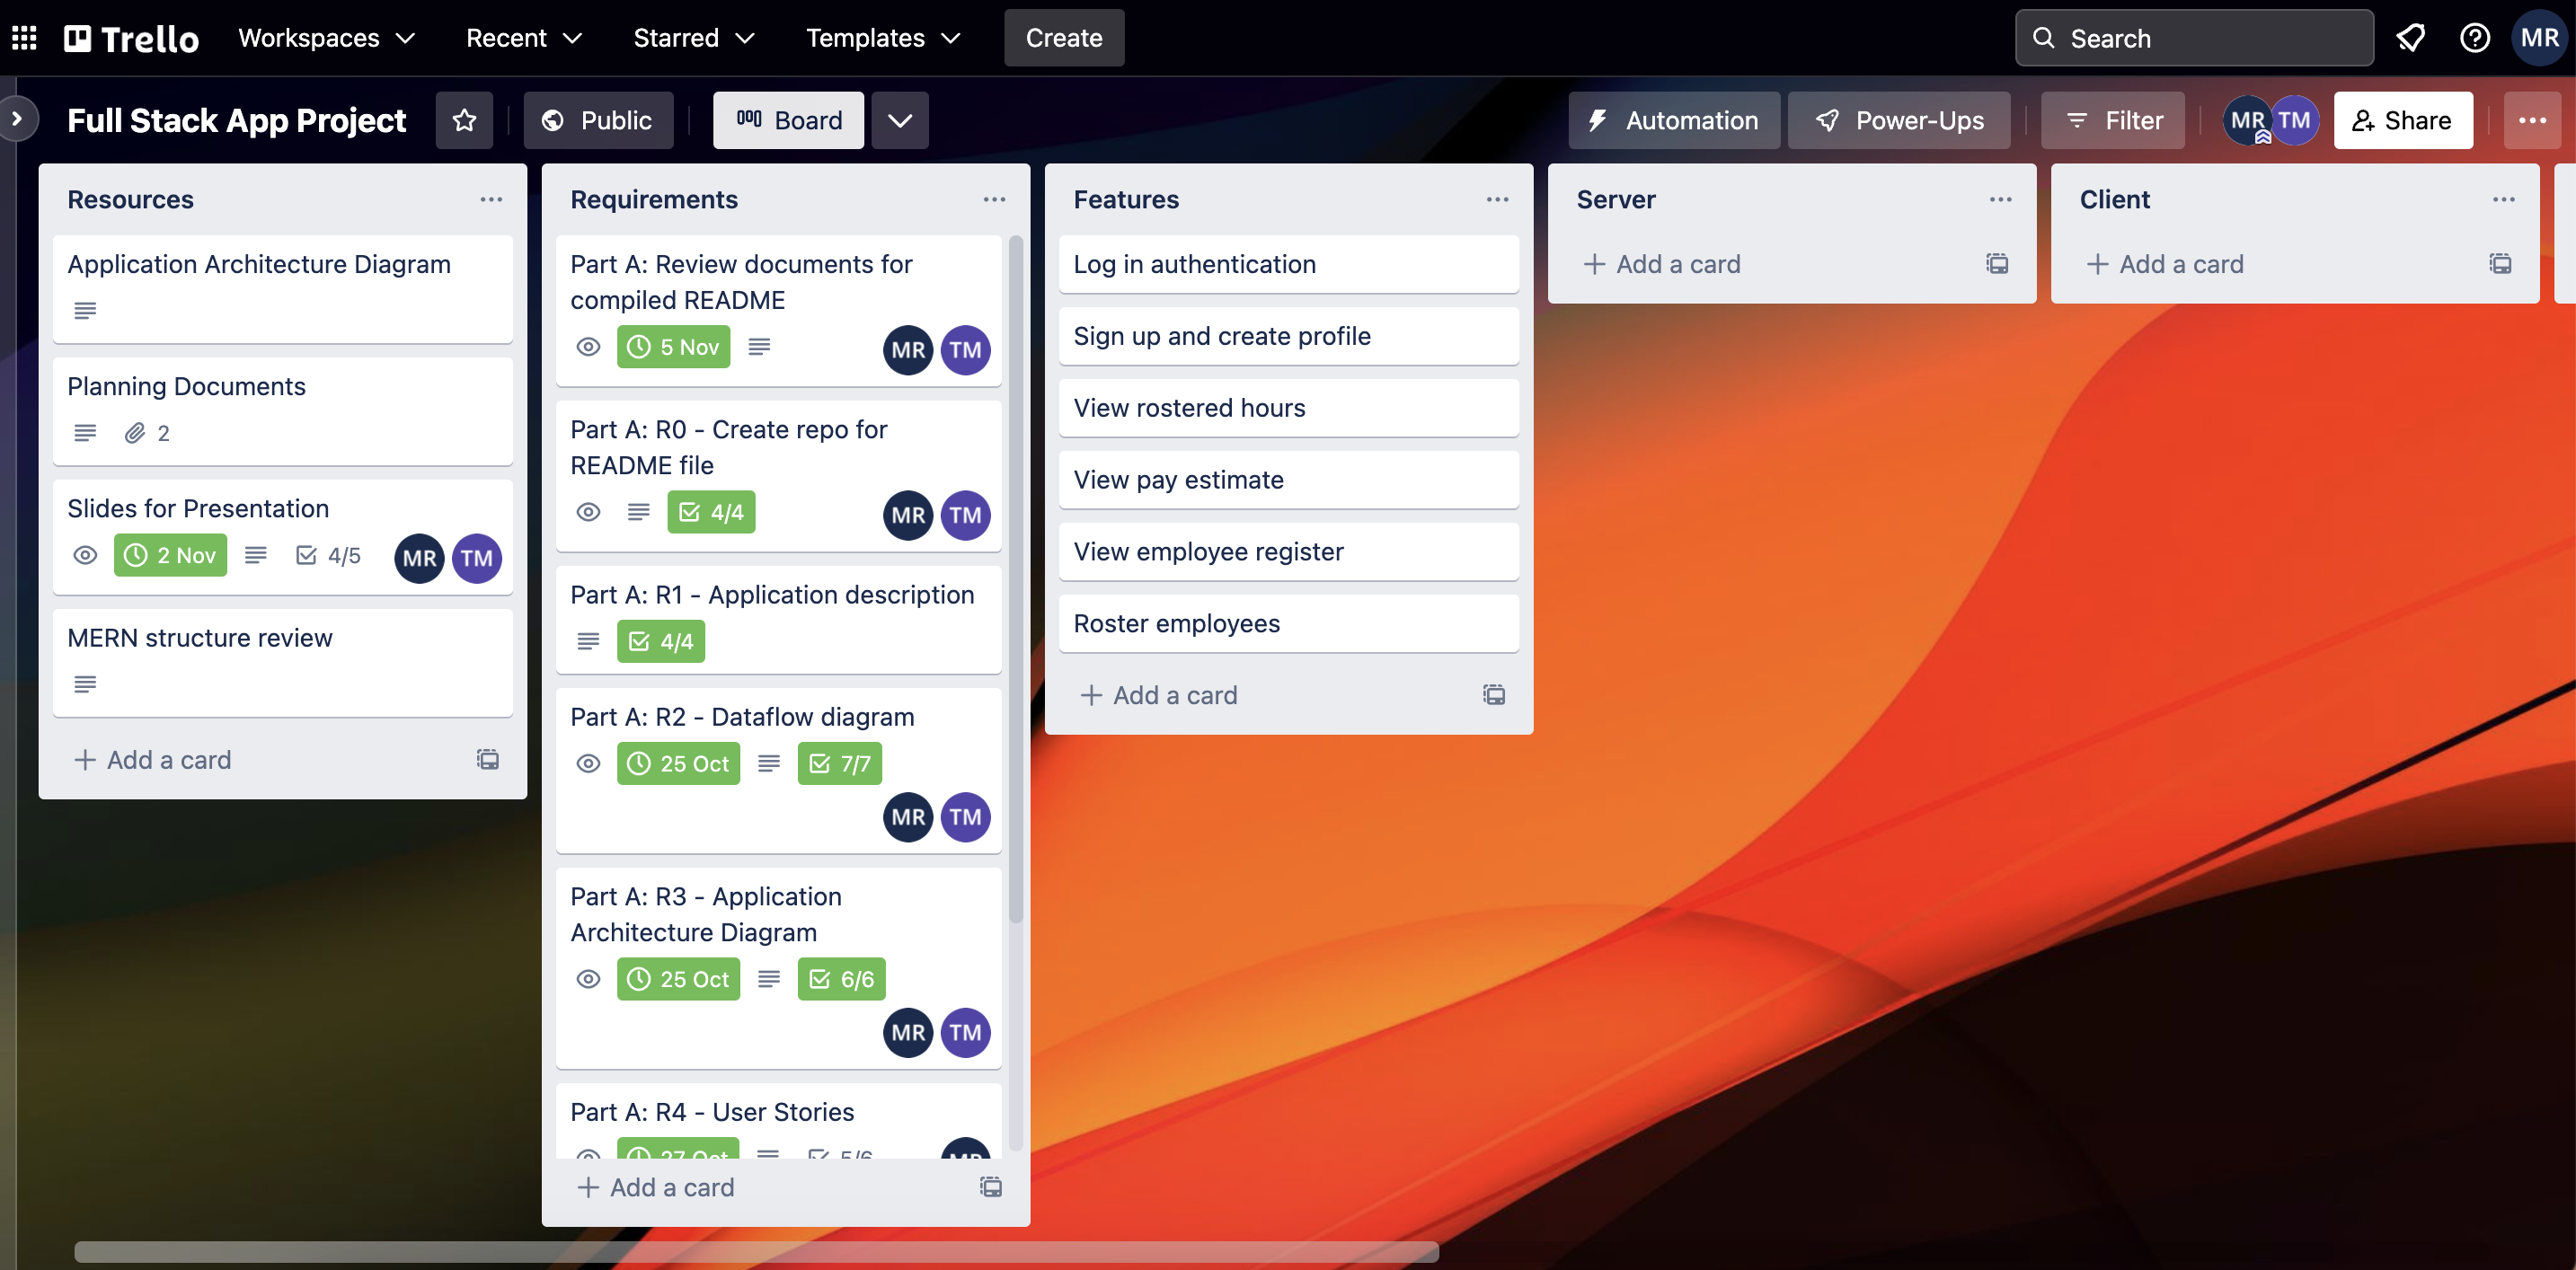 Trello
Workspaces
Recent
Starred
Templates
Create
Search
MR
Full Stack App Project
Public
Board
Automation
Power-Ups
Filter
MR
TM
Share
Resources
Application Architecture Diagram
Planning Documents
2
Slides for Presentation
2 Nov
4/5
MR
TM
MERN structure review
Add a card
Requirements
Part A: Review documents for
compiled README
5 Nov
MR
TM
Part A: R0 - Create repo for
README file
4/4
MR
TM
Part A: R1 - Application description
4/4
Part A: R2 - Dataflow diagram
25 Oct
7/7
MR
TM
Part A: R3 - Application
Architecture Diagram
25 Oct
6/6
MR
TM
Part A: R4 - User Stories
27 Oct
5/6
MR
Add a card
Features
Log in authentication
Sign up and create profile
View rostered hours
View pay estimate
View employee register
Roster employees
Add a card
Server
Add a card
Client
Add a card